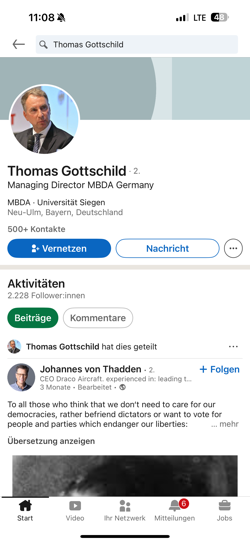 11:08
LTE
48
Thomas Gottschild
Thomas Gottschild · 2.
Managing Director MBDA Germany
MBDA · Universität Siegen
Neu-Ulm, Bayern, Deutschland
500+ Kontakte
Vernetzen
Nachricht
Aktivitäten
2.228 Follower:innen
Beiträge
Kommentare
Thomas Gottschild hat dies geteilt
Johannes von Thadden · 2.
+ Folgen
CEO Draco Aircraft. experienced in: leading t...
3 Monate • Bearbeitet •
To all those who think that we don't need to care for our
democracies, rather befriend dictators or want to vote for
people and parties which endanger our liberties:
... mehr
Übersetzung anzeigen
Start
Video
Ihr Netzwerk
6
Mitteilungen
Jobs